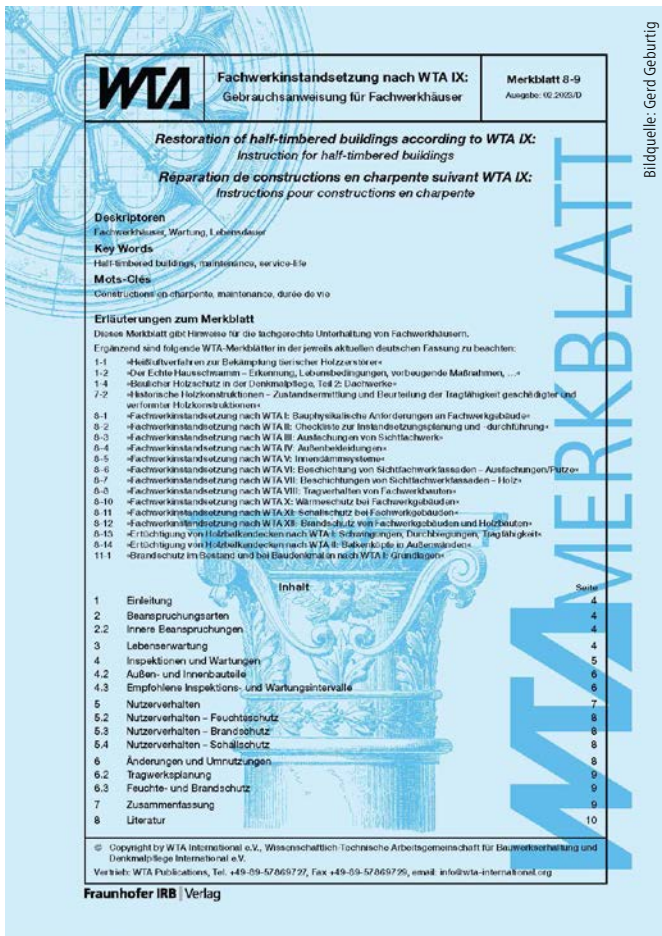 Bildquelle: Gerd Geburtig
WTA
Fachwerkinstandsetzung nach WTA IX:
Gebrauchsanweisung für Fachwerkhäuser
Merkblatt 8-9
Ausgabe: 02.2023/D
Restoration of half-timbered buildings according to WTA IX:
Instruction for half-timbered buildings
Réparation de constructions en charpente suivant WTA IX:
Instructions pour constructions en charpente
Deskriptoren
Fachwerkhäuser, Wartung, Lebensdauer
Key Words
Half-timbered buildings, maintenance, service-life
Mots-Clés
Constructions en charpente, maintenance, durée de vie
Erläuterungen zum Merkblatt
Dieses Merkblatt gibt Hinweise für die fachgerechte Unterhaltung von Fachwerkhäusern.
Ergänzend sind folgende WTA-Merkblätter in der jeweils aktuellen deutschen Fassung zu beachten:
1-1 »Heißluftverfahren zur Bekämpfung tierischer Holzzerstörer«
1-2 »Der Echte Hausschwamm – Erkennung, Lebensbedingungen, vorbeugende Maßnahmen, …«
1-4 »Baulicher Holzschutz in der Denkmalpflege, Teil 2: Dachwerke«
7-2 »Historische Holzkonstruktionen – Zustandsermittlung und Beurteilung der Tragfähigkeit geschädigter und
verformter Holzkonstruktionen«
8-1 »Fachwerkinstandsetzung nach WTA I: Bauphysikalische Anforderungen an Fachwerkgebäude«
8-2 »Fachwerkinstandsetzung nach WTA II: Checkliste zur Instandsetzungsplanung und -durchführung«
8-3 »Fachwerkinstandsetzung nach WTA III: Ausfachungen von Sichtfachwerk«
8-4 »Fachwerkinstandsetzung nach WTA IV: Außenbekleidungen«
8-5 »Fachwerkinstandsetzung nach WTA V: Innendämmsysteme«
8-6 »Fachwerkinstandsetzung nach WTA VI: Beschichtung von Sichtfachwerkfassaden – Ausfachungen/Putze«
8-7 »Fachwerkinstandsetzung nach WTA VII: Beschichtungen von Sichtfachwerkfassaden – Holz«
8-8 »Fachwerkinstandsetzung nach WTA VIII: Tragverhalten von Fachwerkbauten«
8-10 »Fachwerkinstandsetzung nach WTA X: Wärmeschutz bei Fachwerkgebäuden«
8-11 »Fachwerkinstandsetzung nach WTA XI: Schallschutz bei Fachwerkgebäuden«
8-12 »Fachwerkinstandsetzung nach WTA XII: Brandschutz von Fachwerkgebäuden und Holzbauten«
8-13 »Ertüchtigung von Holzbalkendecken nach WTA I: Schwingungen, Durchbiegungen, Tragfähigkeit«
8-14 »Ertüchtigung von Holzbalkendecken nach WTA II: Balkenköpfe in Außenwänden«
11-1 »Brandschutz im Bestand und bei Baudenkmalen nach WTA I: Grundlagen«
Inhalt Seite
1 Einleitung 4
2 Beanspruchungsarten 4
2.2 Innere Beanspruchungen 4
3 Lebenserwartung 4
4 Inspektionen und Wartungen 5
4.2 Außen- und Innenbauteile 6
4.3 Empfohlene Inspektions- und Wartungsintervalle 6
5 Nutzerverhalten 7
5.2 Nutzerverhalten – Feuchteschutz 8
5.3 Nutzerverhalten – Brandschutz 8
5.4 Nutzerverhalten – Schallschutz 8
6 Änderungen und Umnutzungen 8
6.2 Tragwerksplanung 9
6.3 Feuchte- und Brandschutz 9
7 Zusammenfassung 9
8 Literatur 10
© Copyright by WTA International e.V., Wissenschaftlich-Technische Arbeitsgemeinschaft für Bauwerkserhaltung und
Denkmalpflege International e.V.
Vertrieb: WTA Publications, Tel. +49-89-57869727, Fax +49-89-57869729, email: info@wta-international.org
Fraunhofer IRB Verlag
WTA MERKBLATT